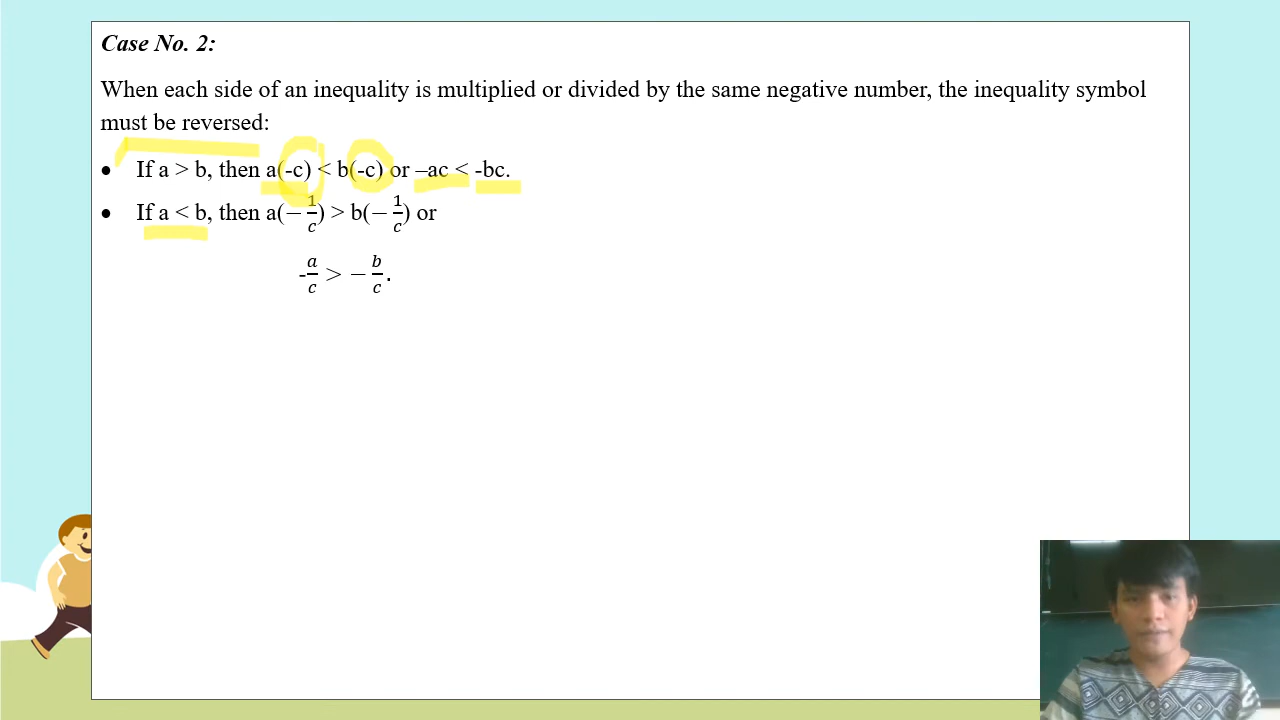 Case No. 2:
When each side of an inequality is multiplied or divided by the same negative number, the inequality symbol
must be reversed:
• If a > b, then a(-c) < b(-c) or –ac < -bc.
• If a < b, then a(−1/c) > b(−1/c) or
-a/c > −b/c.